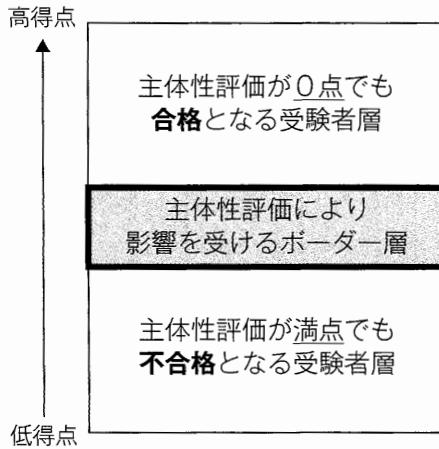 高得点
主体性評価が０点でも
合格となる受験者層
主体性評価により
影響を受けるボーダー層
主体性評価が満点でも
不合格となる受験者層
低得点